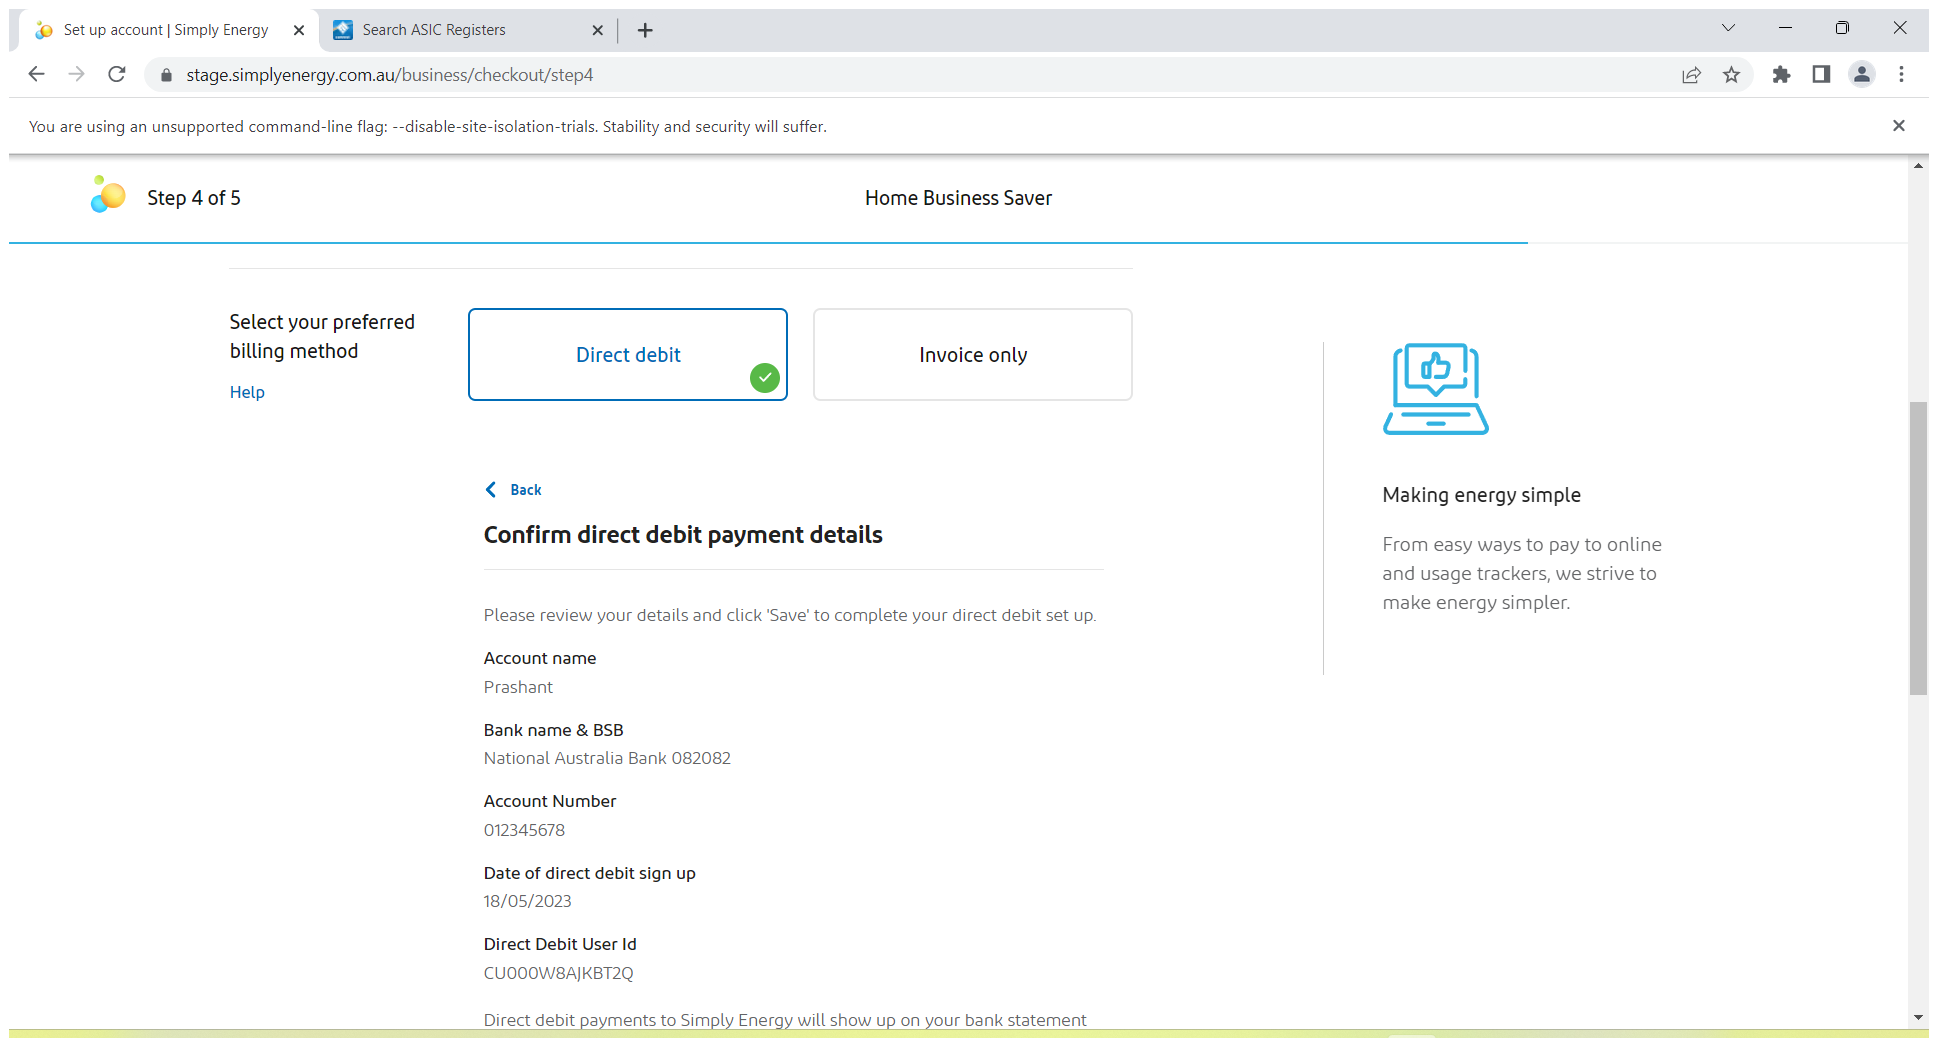 Set up account | Simply Energy
Search ASIC Registers
stage.simplyenergy.com.au/business/checkout/step4
You are using an unsupported command-line flag: --disable-site-isolation-trials. Stability and security will suffer.
Step 4 of 5
Home Business Saver
Select your preferred
billing method
Help
Direct debit
Invoice only
Back
Confirm direct debit payment details
Please review your details and click 'Save' to complete your direct debit set up.
Account name
Prashant
Bank name & BSB
National Australia Bank 082082
Account Number
012345678
Date of direct debit sign up
18/05/2023
Direct Debit User Id
CU000W8AJKBT2Q
Direct debit payments to Simply Energy will show up on your bank statement
Making energy simple
From easy ways to pay to online
and usage trackers, we strive to
make energy simpler.